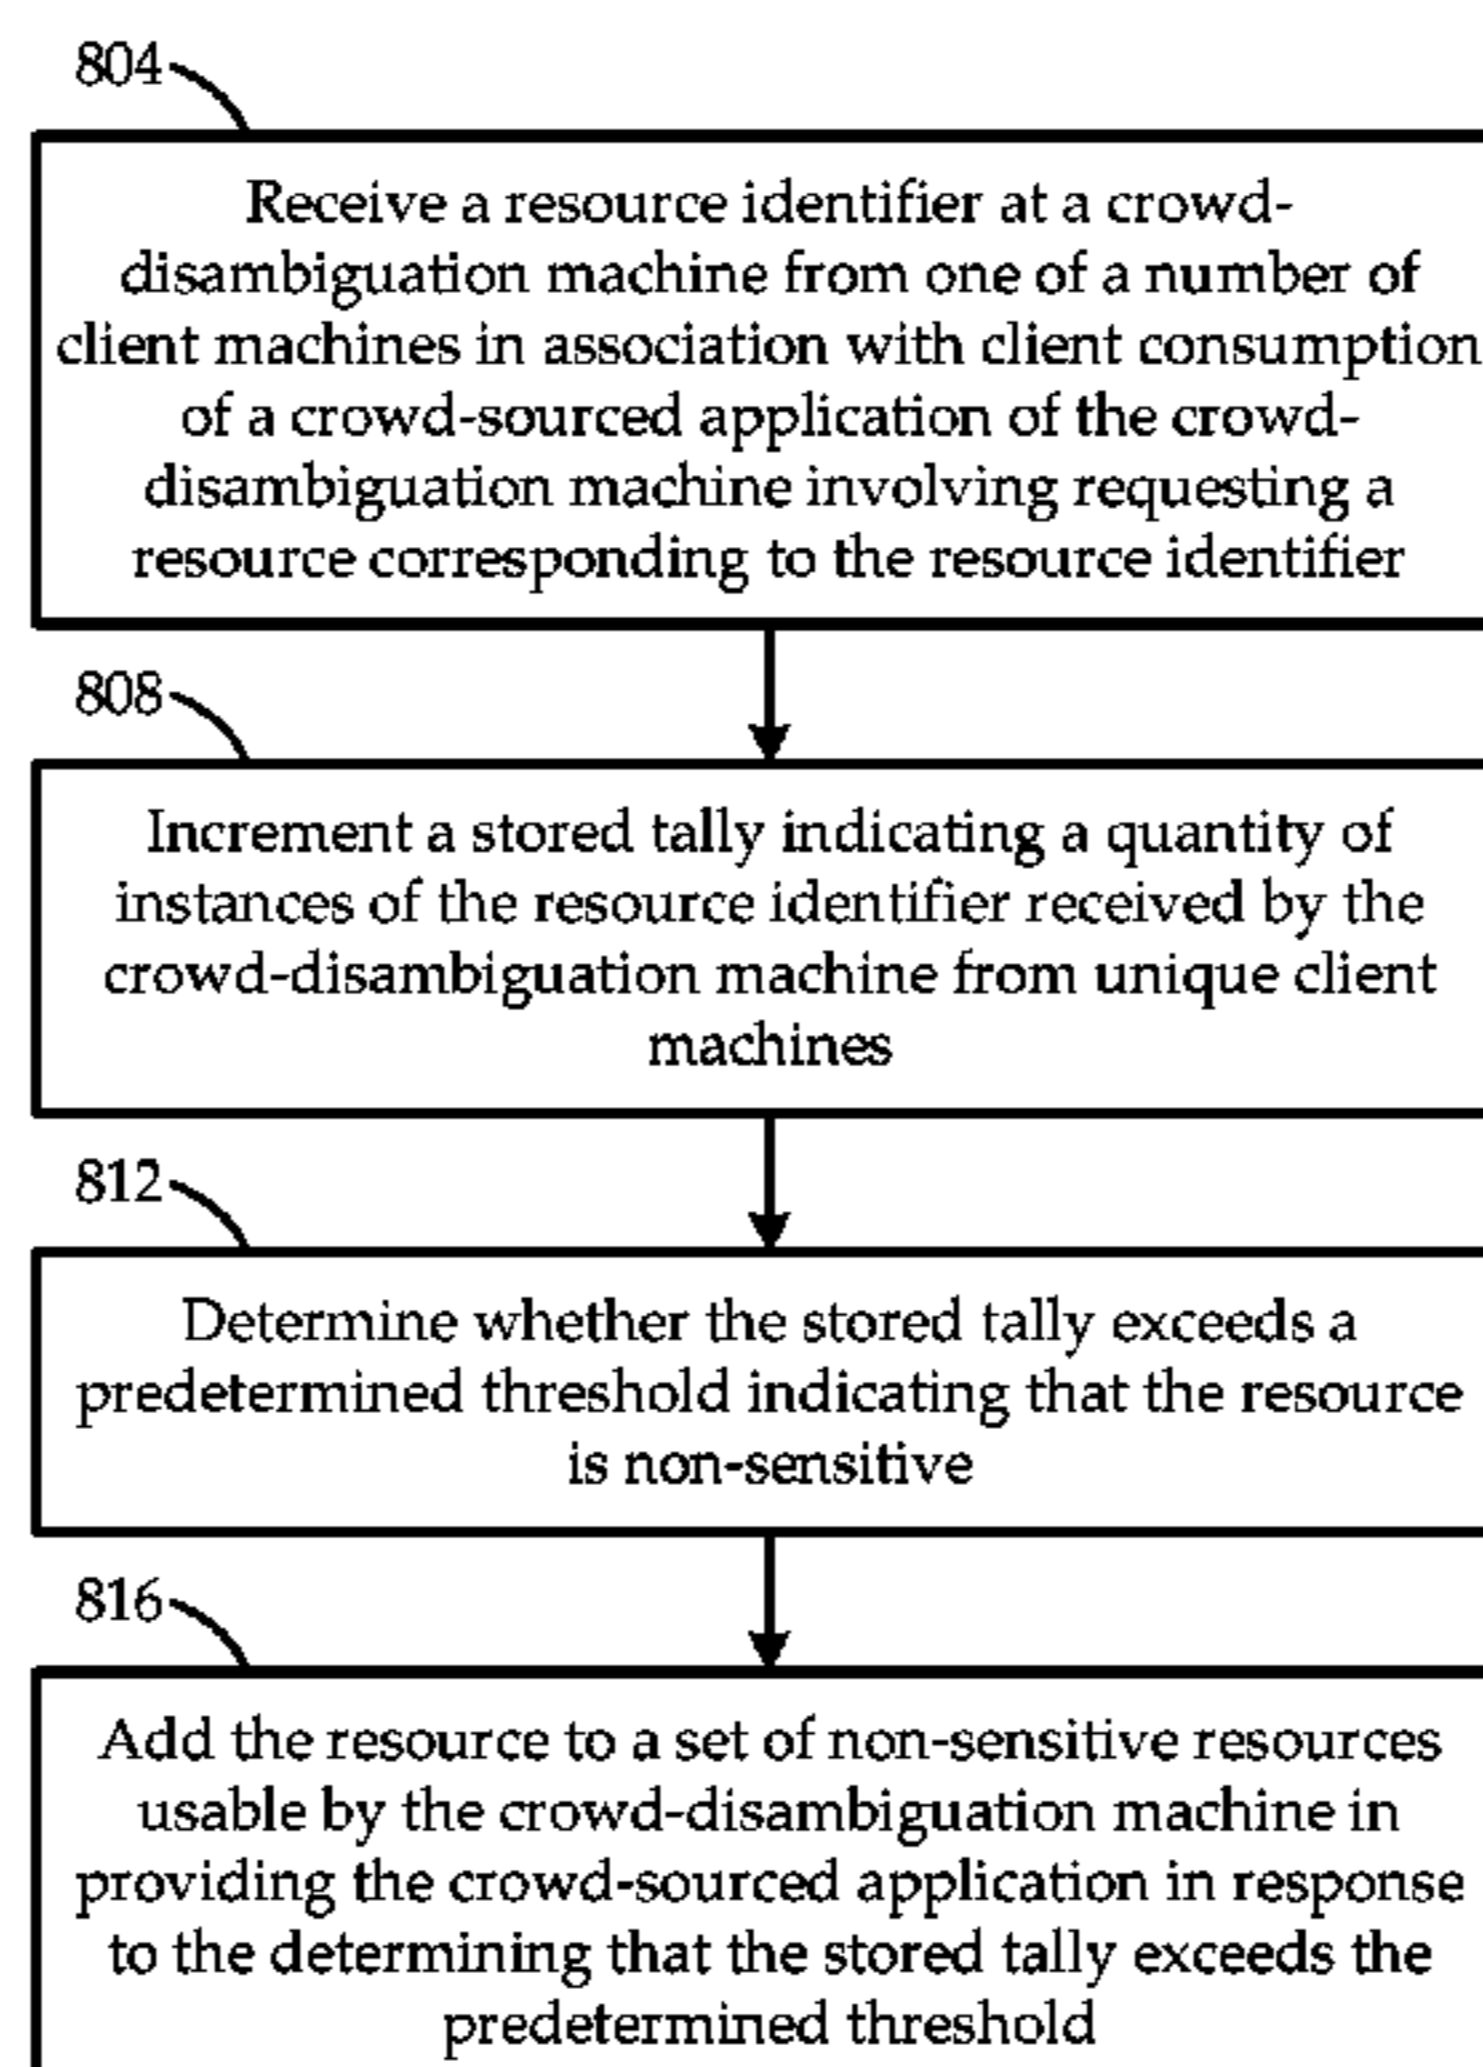 804
Receive a resource identifier at a crowd-
disambiguation machine from one of a number of
client machines in association with client consumption
of a crowd-sourced application of the crowd-
disambiguation machine involving requesting a
resource corresponding to the resource identifier
808
Increment a stored tally indicating a quantity of
instances of the resource identifier received by the
crowd-disambiguation machine from unique client
machines
812
Determine whether the stored tally exceeds a
predetermined threshold indicating that the resource
is non-sensitive
816
Add the resource to a set of non-sensitive resources
usable by the crowd-disambiguation machine in
providing the crowd-sourced application in response
to the determining that the stored tally exceeds the
predetermined threshold